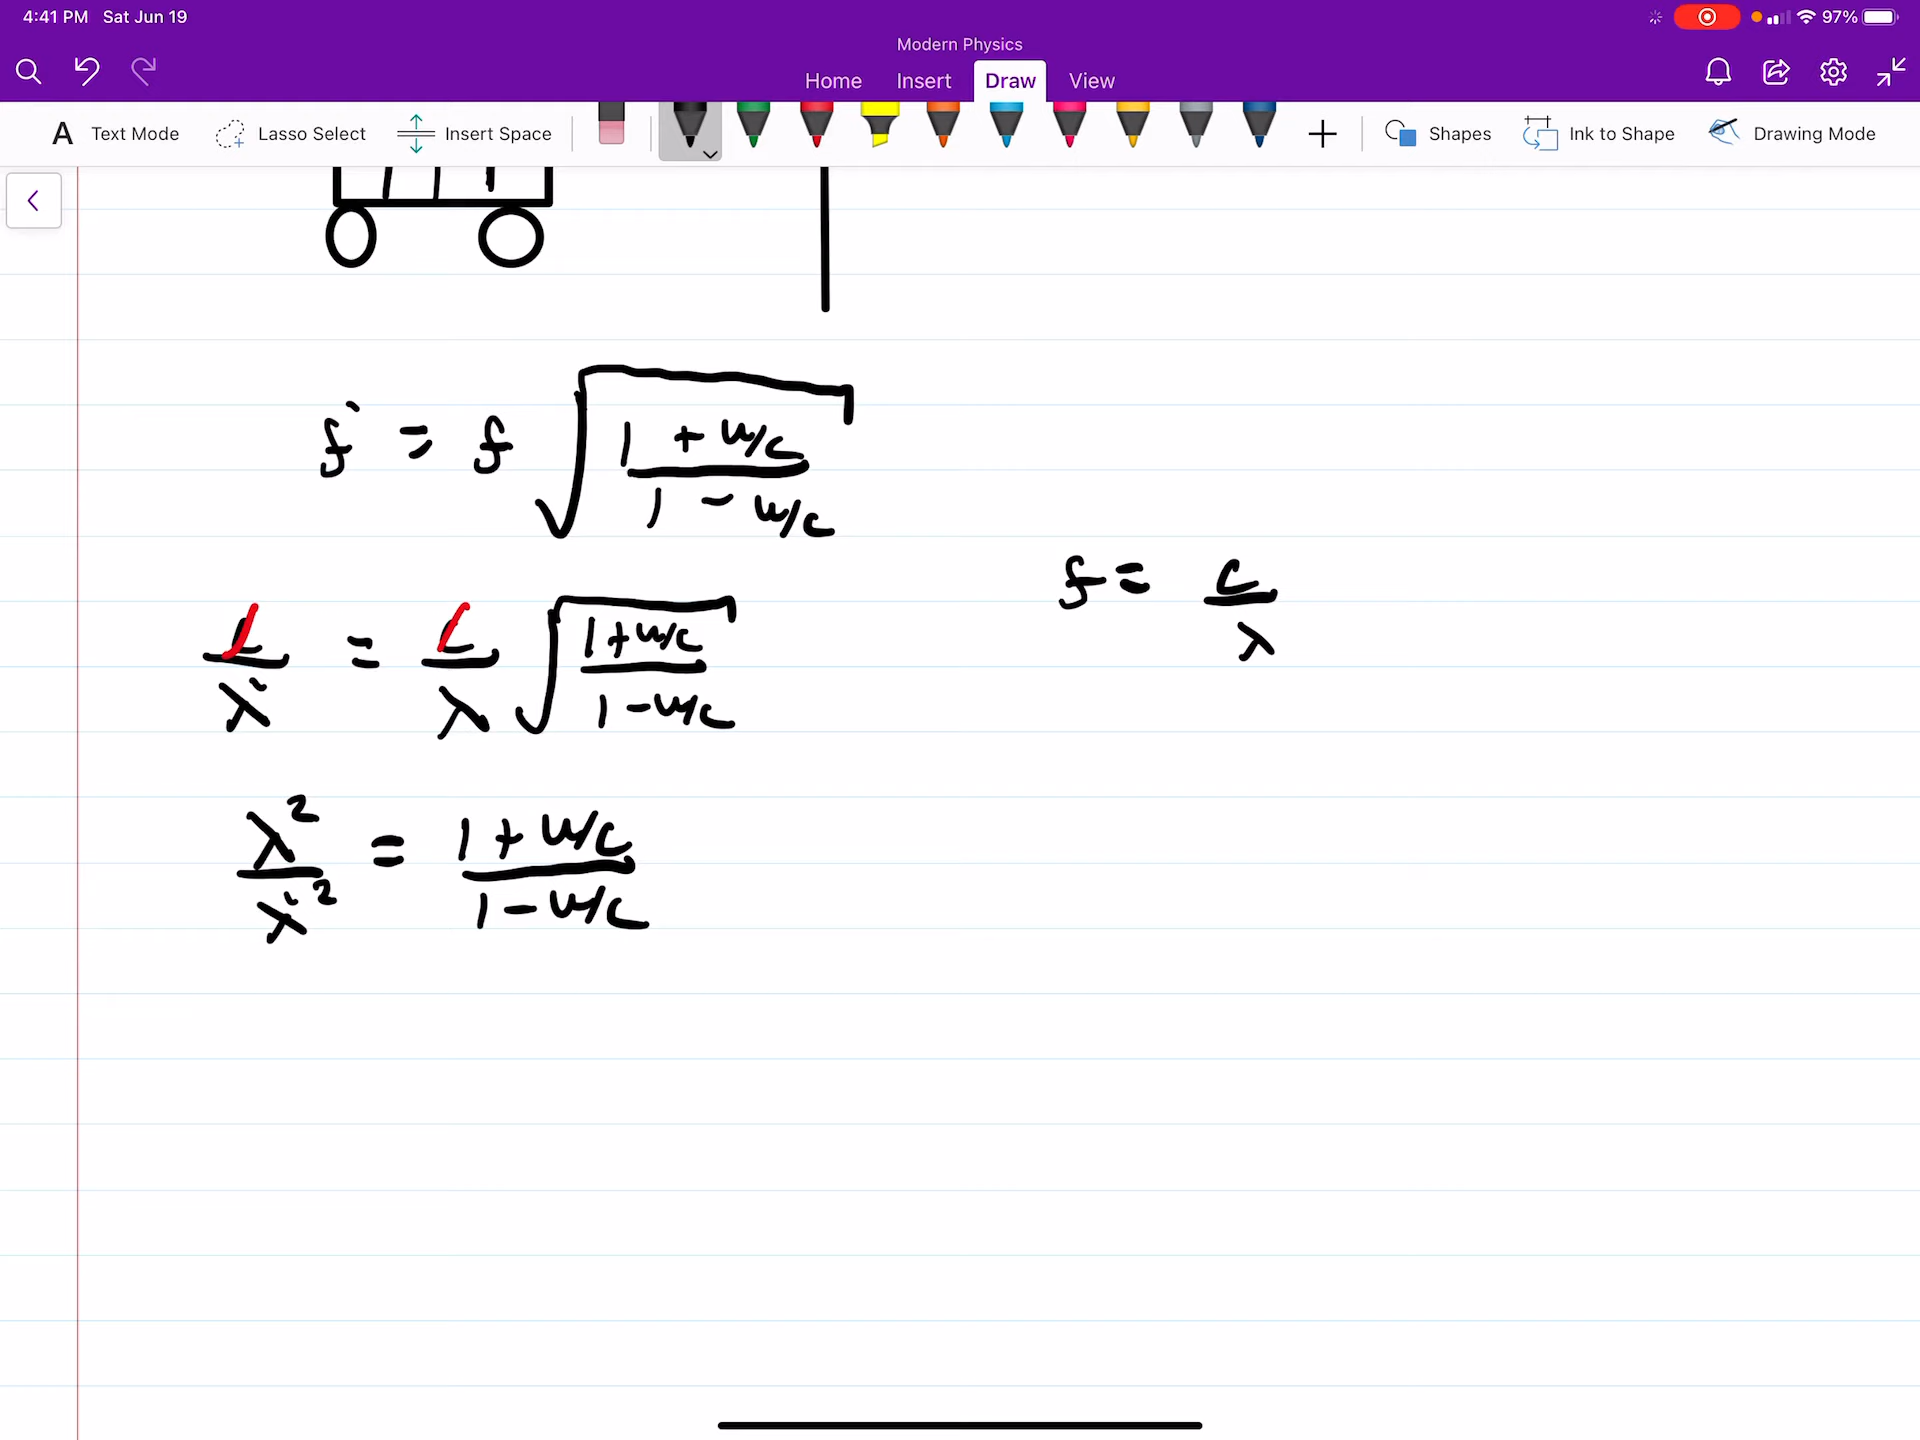 4:41 PM Sat Jun 19
97%
Modern Physics
Home Insert Draw View
A Text Mode Lasso Select Insert Space Shapes Ink to Shape Drawing Mode
f' = f √((1 + u/c)/(1 - u/c))
f = c/λ
c/λ' = c/λ √((1+u/c)/(1-u/c))
λ²/λ'² = (1 + u/c)/(1 - u/c)